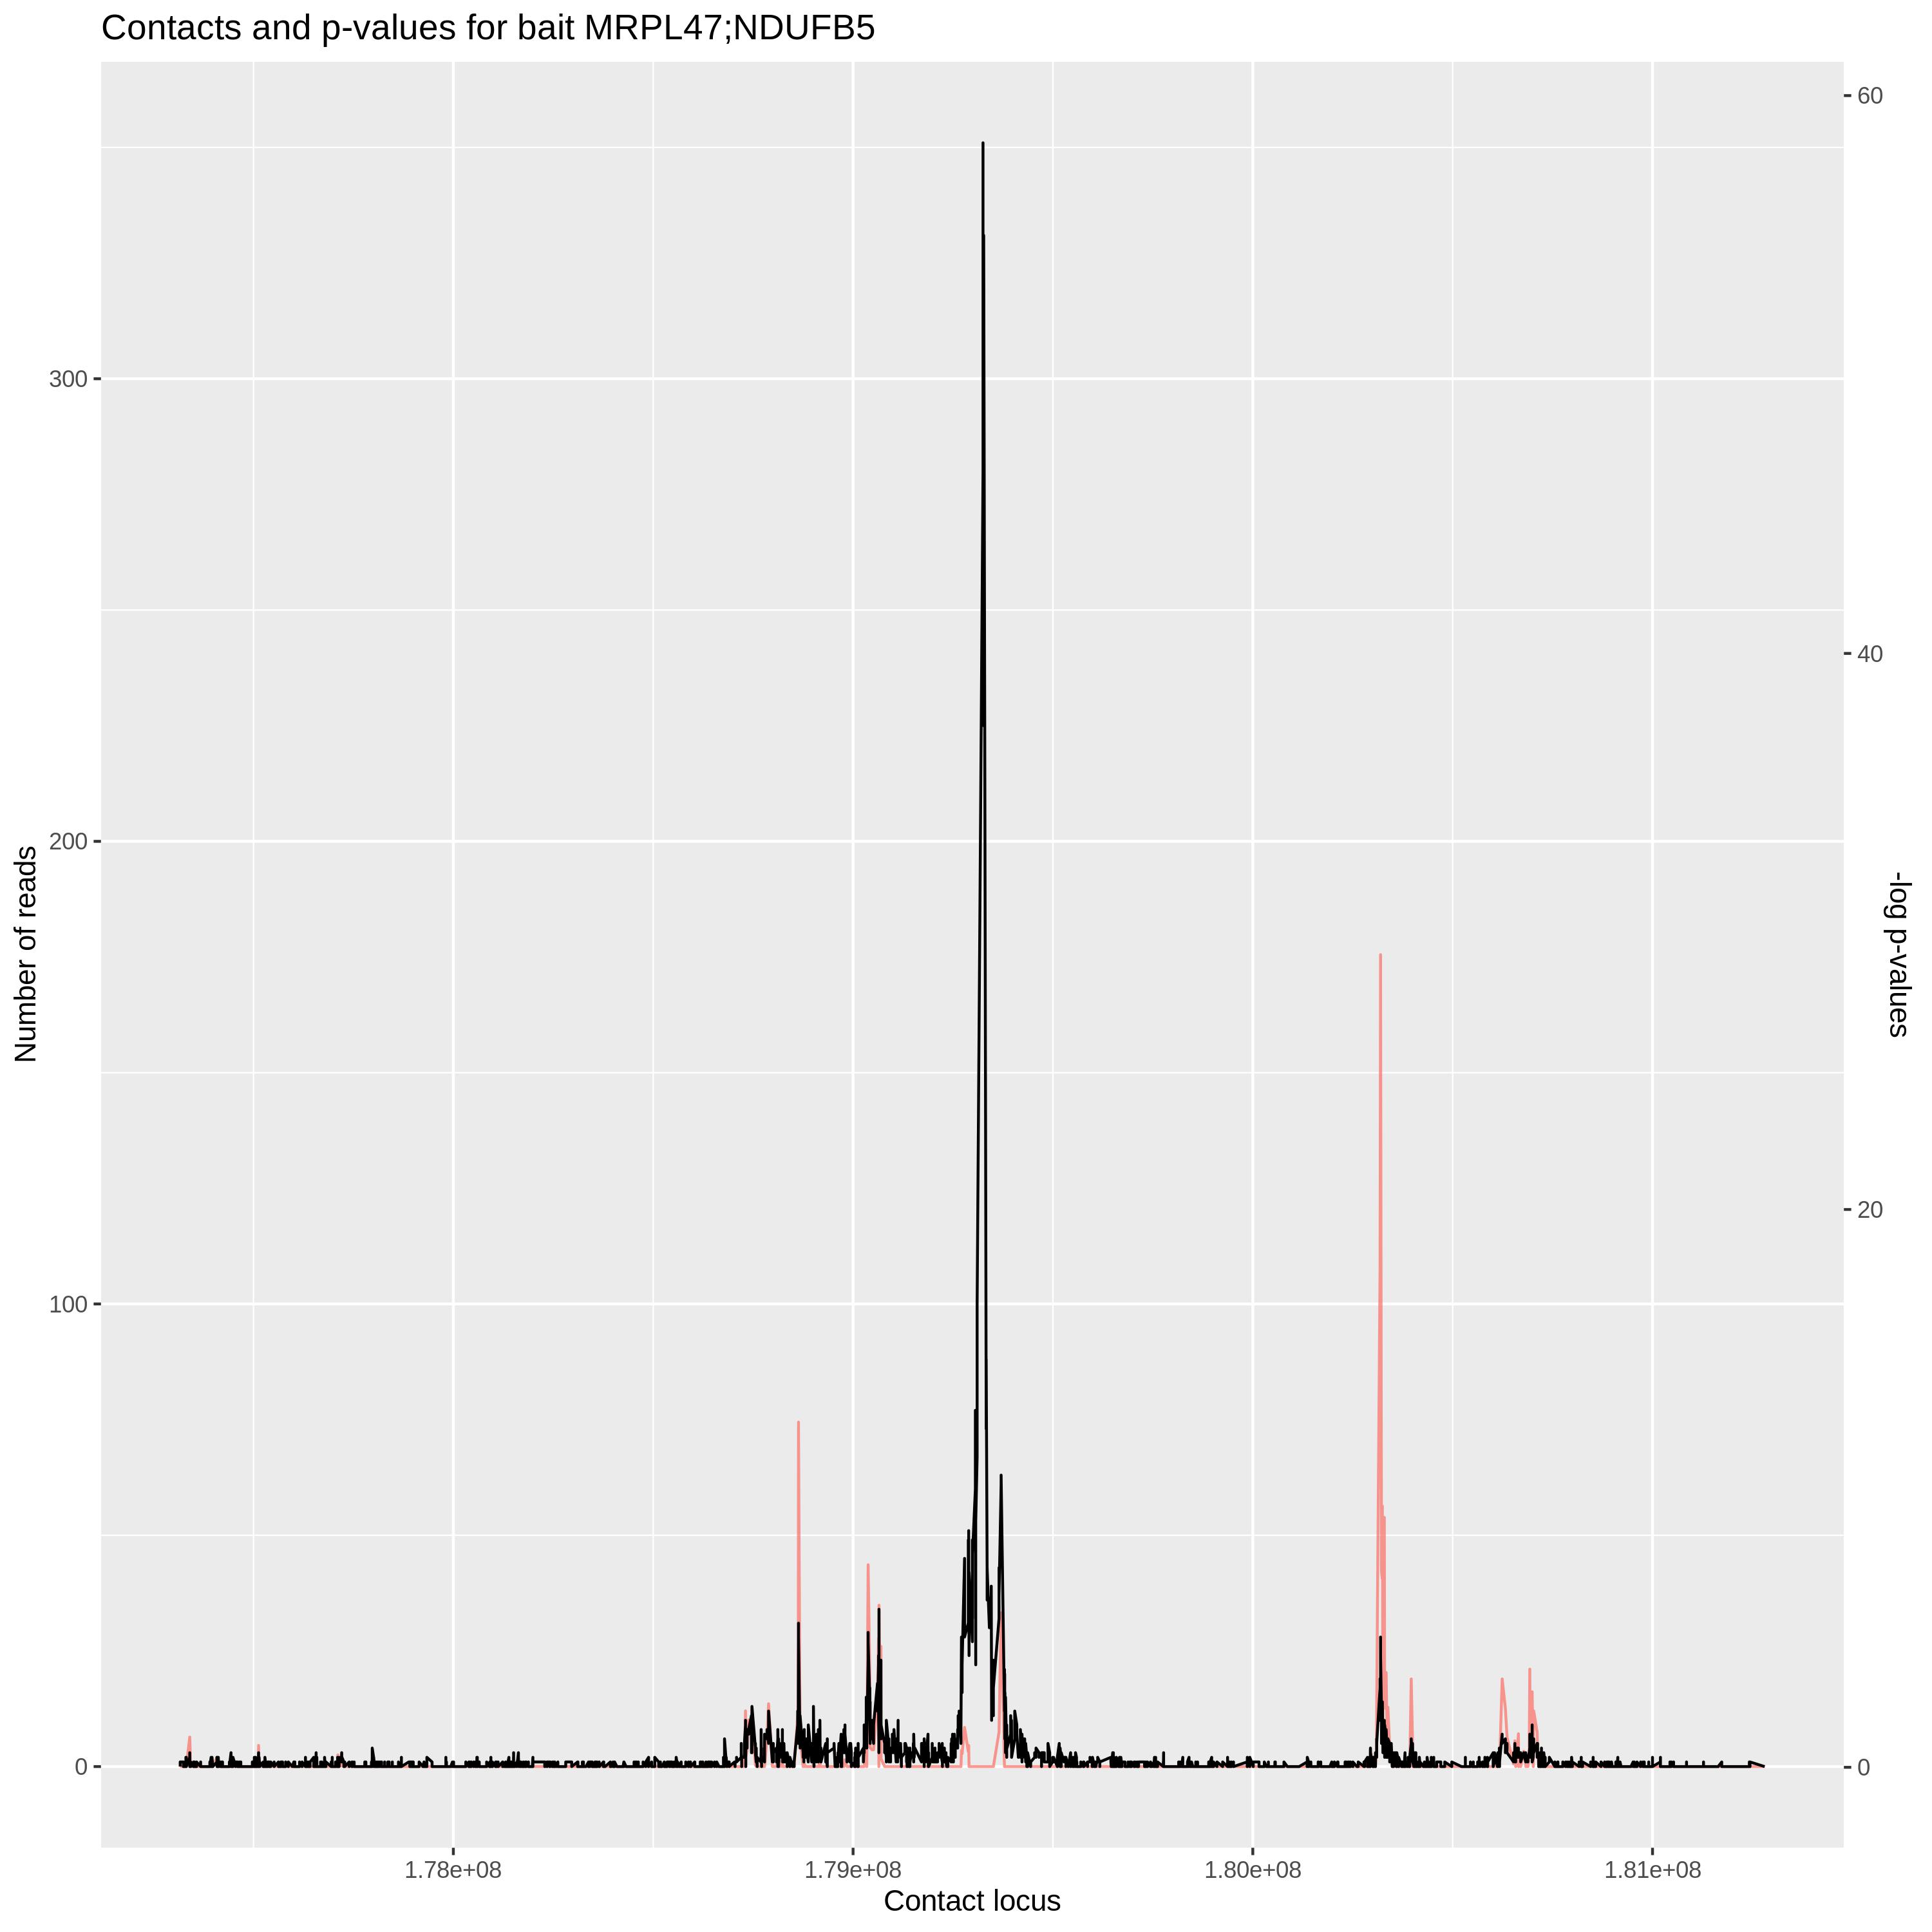 Contacts and p-values for bait MRPL47;NDUFB5
60
300
40
200
20
100
0
0
Number of reads
-log p-values
1.78e+08
1.79e+08
1.80e+08
1.81e+08
Contact locus